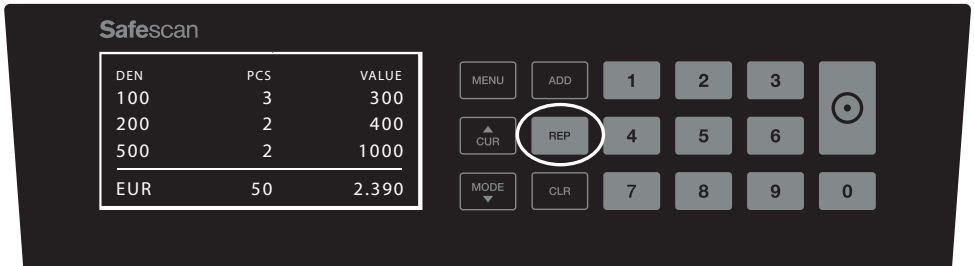 Safescan
DEN PCS VALUE
100 3 300
200 2 400
500 2 1000
EUR 50 2.390
MENU ADD 1 2 3
CUR REP 4 5 6
MODE CLR 7 8 9 0